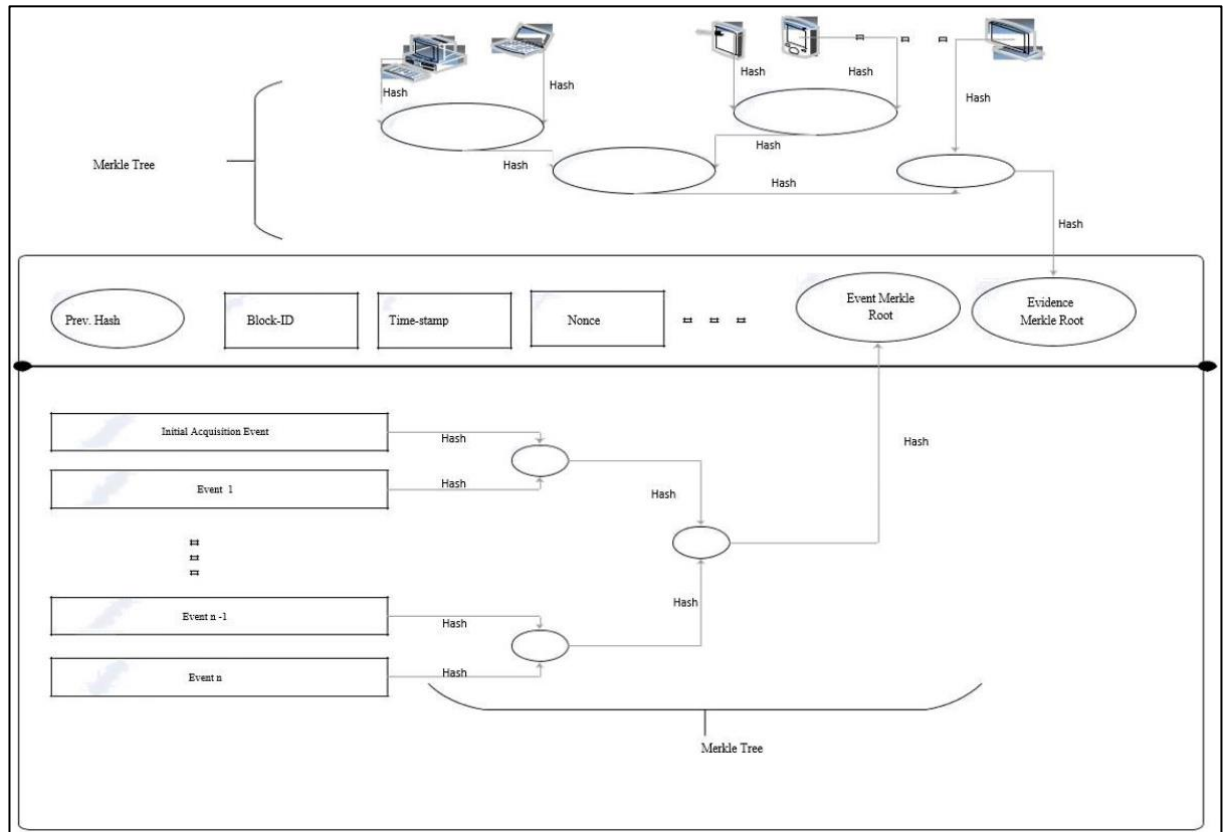 Hash
Hash
Hash
Hash
Hash
Merkle Tree
Hash
Hash
Hash
Hash
Prev. Hash
Block-ID
Time-stamp
Nonce
Event Merkle
Root
Evidence
Merkle Root
Initial Acquisition Event
Hash
Hash
Event 1
Hash
Hash
Event n -1
Hash
Hash
Event n
Hash
Merkle Tree